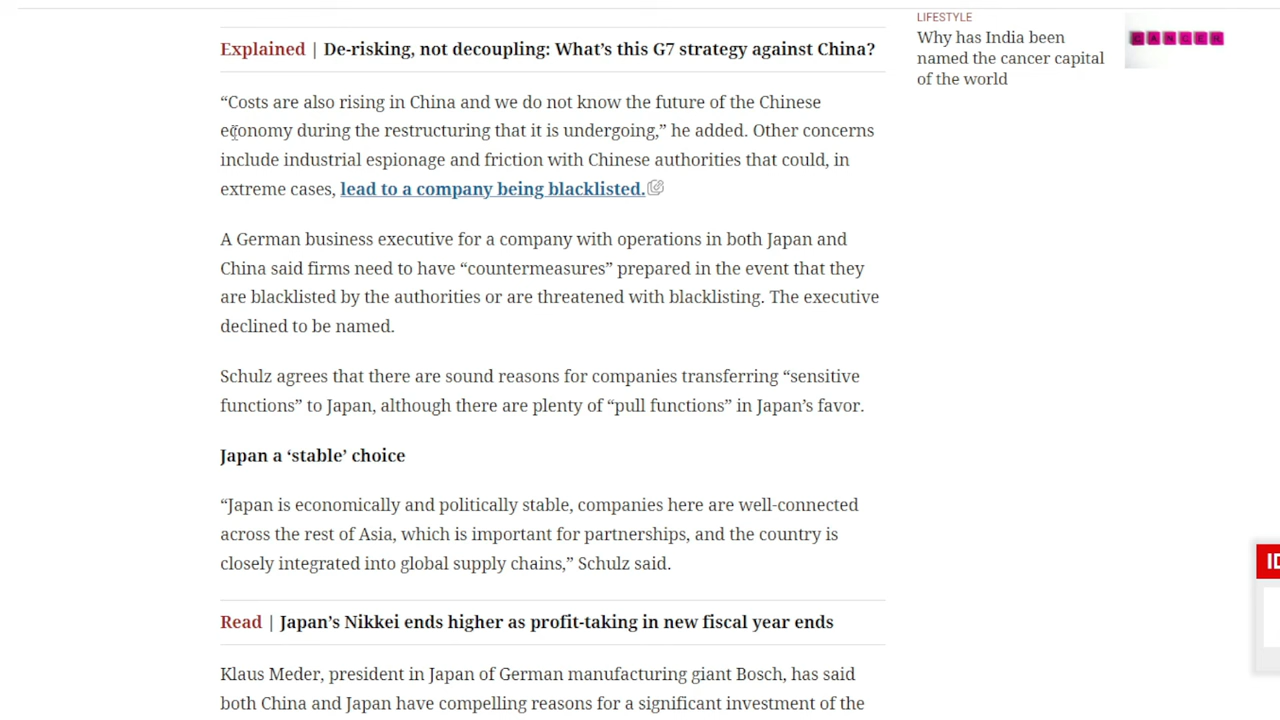 Explained | De-risking, not decoupling: What’s this G7 strategy against China?
“Costs are also rising in China and we do not know the future of the Chinese
economy during the restructuring that it is undergoing,” he added. Other concerns
include industrial espionage and friction with Chinese authorities that could, in
extreme cases, lead to a company being blacklisted.
A German business executive for a company with operations in both Japan and
China said firms need to have “countermeasures” prepared in the event that they
are blacklisted by the authorities or are threatened with blacklisting. The executive
declined to be named.
Schulz agrees that there are sound reasons for companies transferring “sensitive
functions” to Japan, although there are plenty of “pull functions” in Japan’s favor.
Japan a ‘stable’ choice
“Japan is economically and politically stable, companies here are well-connected
across the rest of Asia, which is important for partnerships, and the country is
closely integrated into global supply chains,” Schulz said.
Read | Japan’s Nikkei ends higher as profit-taking in new fiscal year ends
Klaus Meder, president in Japan of German manufacturing giant Bosch, has said
both China and Japan have compelling reasons for a significant investment of the
LIFESTYLE
Why has India been
named the cancer capital
of the world
CANCER